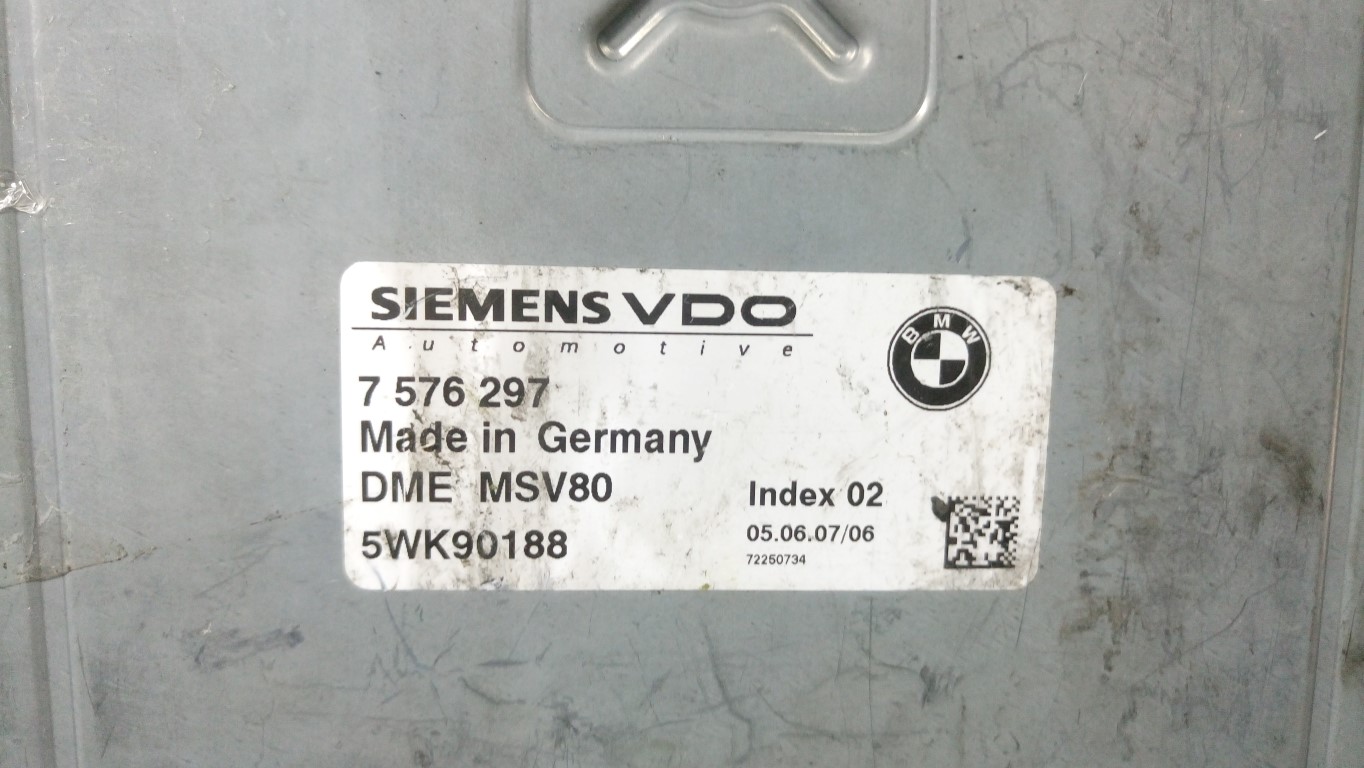 SIEMENS VDO
Automotive
BMW
7 576 297
Made in Germany
DME MSV80
Index 02
5WK90188
05.06.07/06
72250734